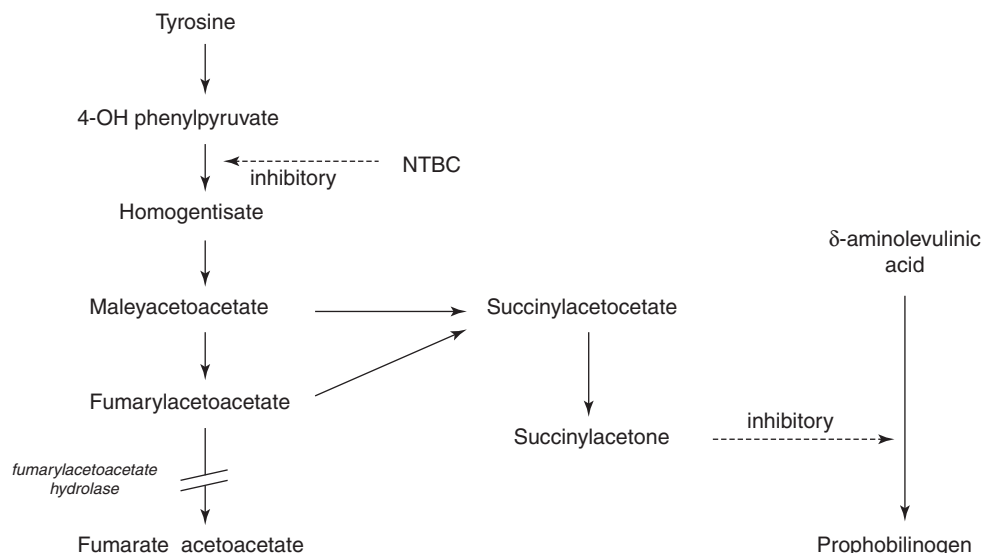 Tyrosine
4-OH phenylpyruvate
inhibitory
NTBC
Homogentisate
δ-aminolevulinic
acid
Maleyacetoacetate
Succinylacetocetate
Fumarylacetoacetate
Succinylacetone
inhibitory
fumarylacetoacetate
hydrolase
Fumarate acetoacetate
Prophobilinogen